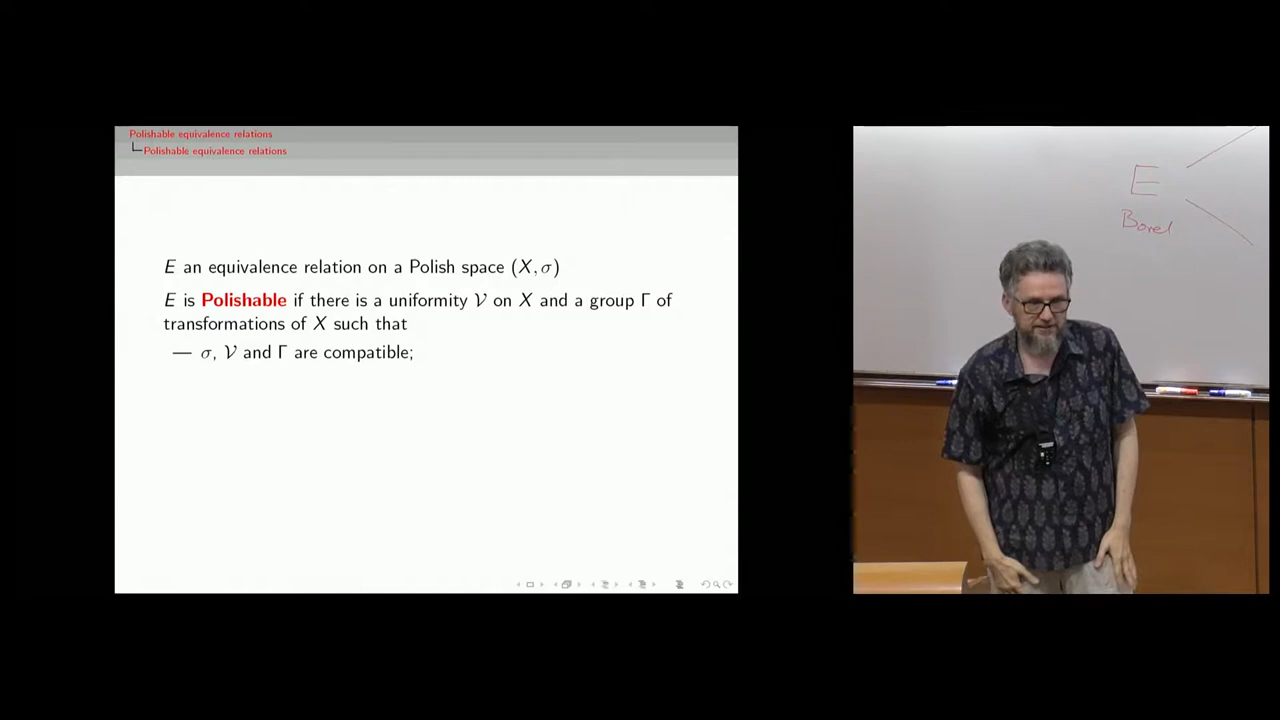 Polishable equivalence relations
Polishable equivalence relations
E an equivalence relation on a Polish space (X, σ)
E is Polishable if there is a uniformity 𝒱 on X and a group Γ of
transformations of X such that
— σ, 𝒱 and Γ are compatible;
E
Borel